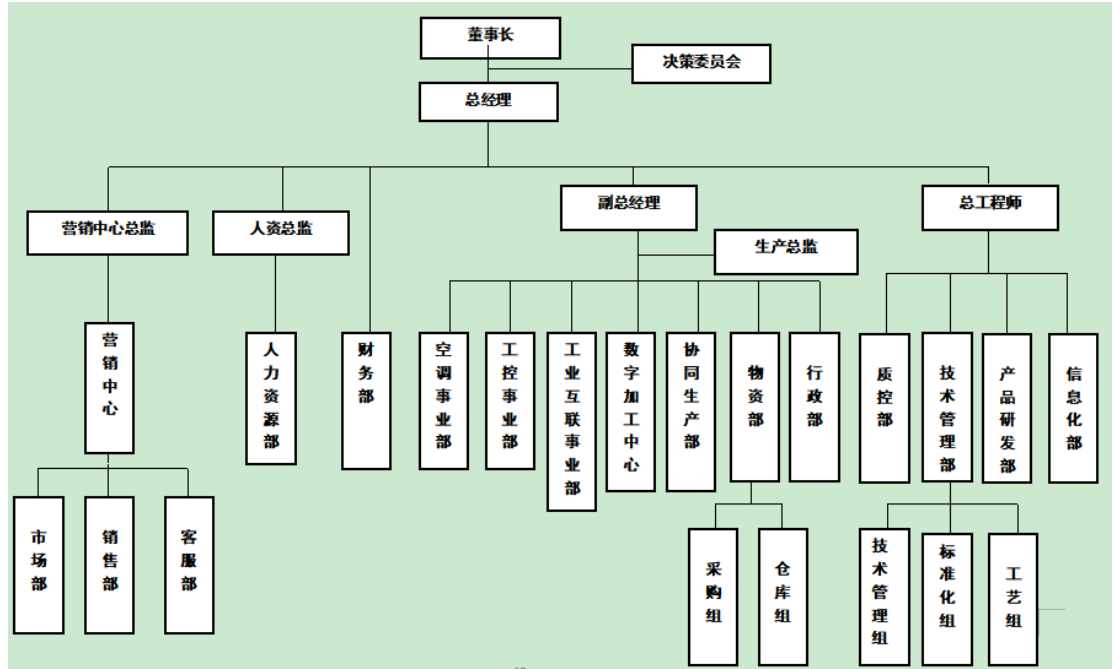 董事长
决策委员会
总经理
副总经理
总工程师
营销中心总监
人资总监
生产总监
营销中心
人力资源部
财务部
空调事业部
工控事业部
工业互联事业部
数字加工中心
协同生产部
物资部
行政部
质控部
技术管理部
产品研发部
信息化部
市场部
销售部
客服部
采购组
仓库组
技术管理组
标准化组
工艺组